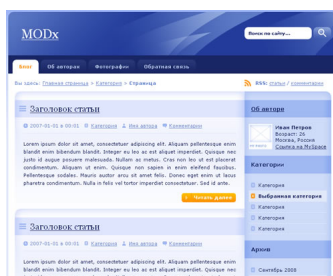 MODx
Поиск по сайту...
Блог Об авторах Фотографии Обратная связь
Вы здесь: Главная страница > Категории > Страница
RSS: статьи / комментарии
Заголовок статьи
2007-01-01 в 00:01 Категория Имя автора Комментарии
Lorem ipsum dolor sit amet, consectetuer adipiscing elit. Aliquam pellentesque enim
blandit enim bibendum blandit. Integer eu leo ac est aliquet imperdiet. Quisque nec
justo id augue posuere malesuada. Nullam ac metus. Cras non leo ut est placerat
condimentum. Aliquam ut enim. Quisque non sapien in enim eleifend faucibus.
Pellentesque sodales. Mauris auctor arcu sit amet felis. Donec eget enim ut lacus
pharetra condimentum. Nulla in felis vel tortor imperdiet consectetuer. Sed id ante.
Читать далее
Заголовок статьи
2007-01-01 в 00:01 Категория Имя автора Комментарии
Lorem ipsum dolor sit amet, consectetuer adipiscing elit. Aliquam pellentesque enim
blandit enim bibendum blandit. Integer eu leo ac est aliquet imperdiet. Quisque nec
Об авторе
Иван Петров
Возраст: 26
Москва, Россия
Ссылка на MySpace
Категории
Категория
Выбранная категория
Категория
Категория
Категория
Архив
Сентябрь 2008